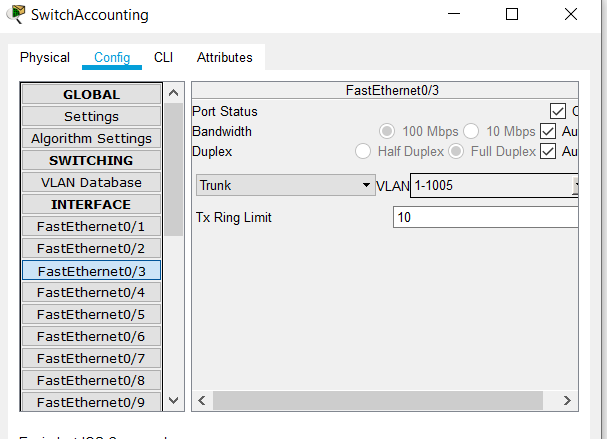 SwitchAccounting
Physical Config CLI Attributes
GLOBAL
Settings
Algorithm Settings
SWITCHING
VLAN Database
INTERFACE
FastEthernet0/1
FastEthernet0/2
FastEthernet0/3
FastEthernet0/4
FastEthernet0/5
FastEthernet0/6
FastEthernet0/7
FastEthernet0/8
FastEthernet0/9
FastEthernet0/3
Port Status
Bandwidth 100 Mbps 10 Mbps Au
Duplex Half Duplex Full Duplex Au
Trunk VLAN 1-1005
Tx Ring Limit 10